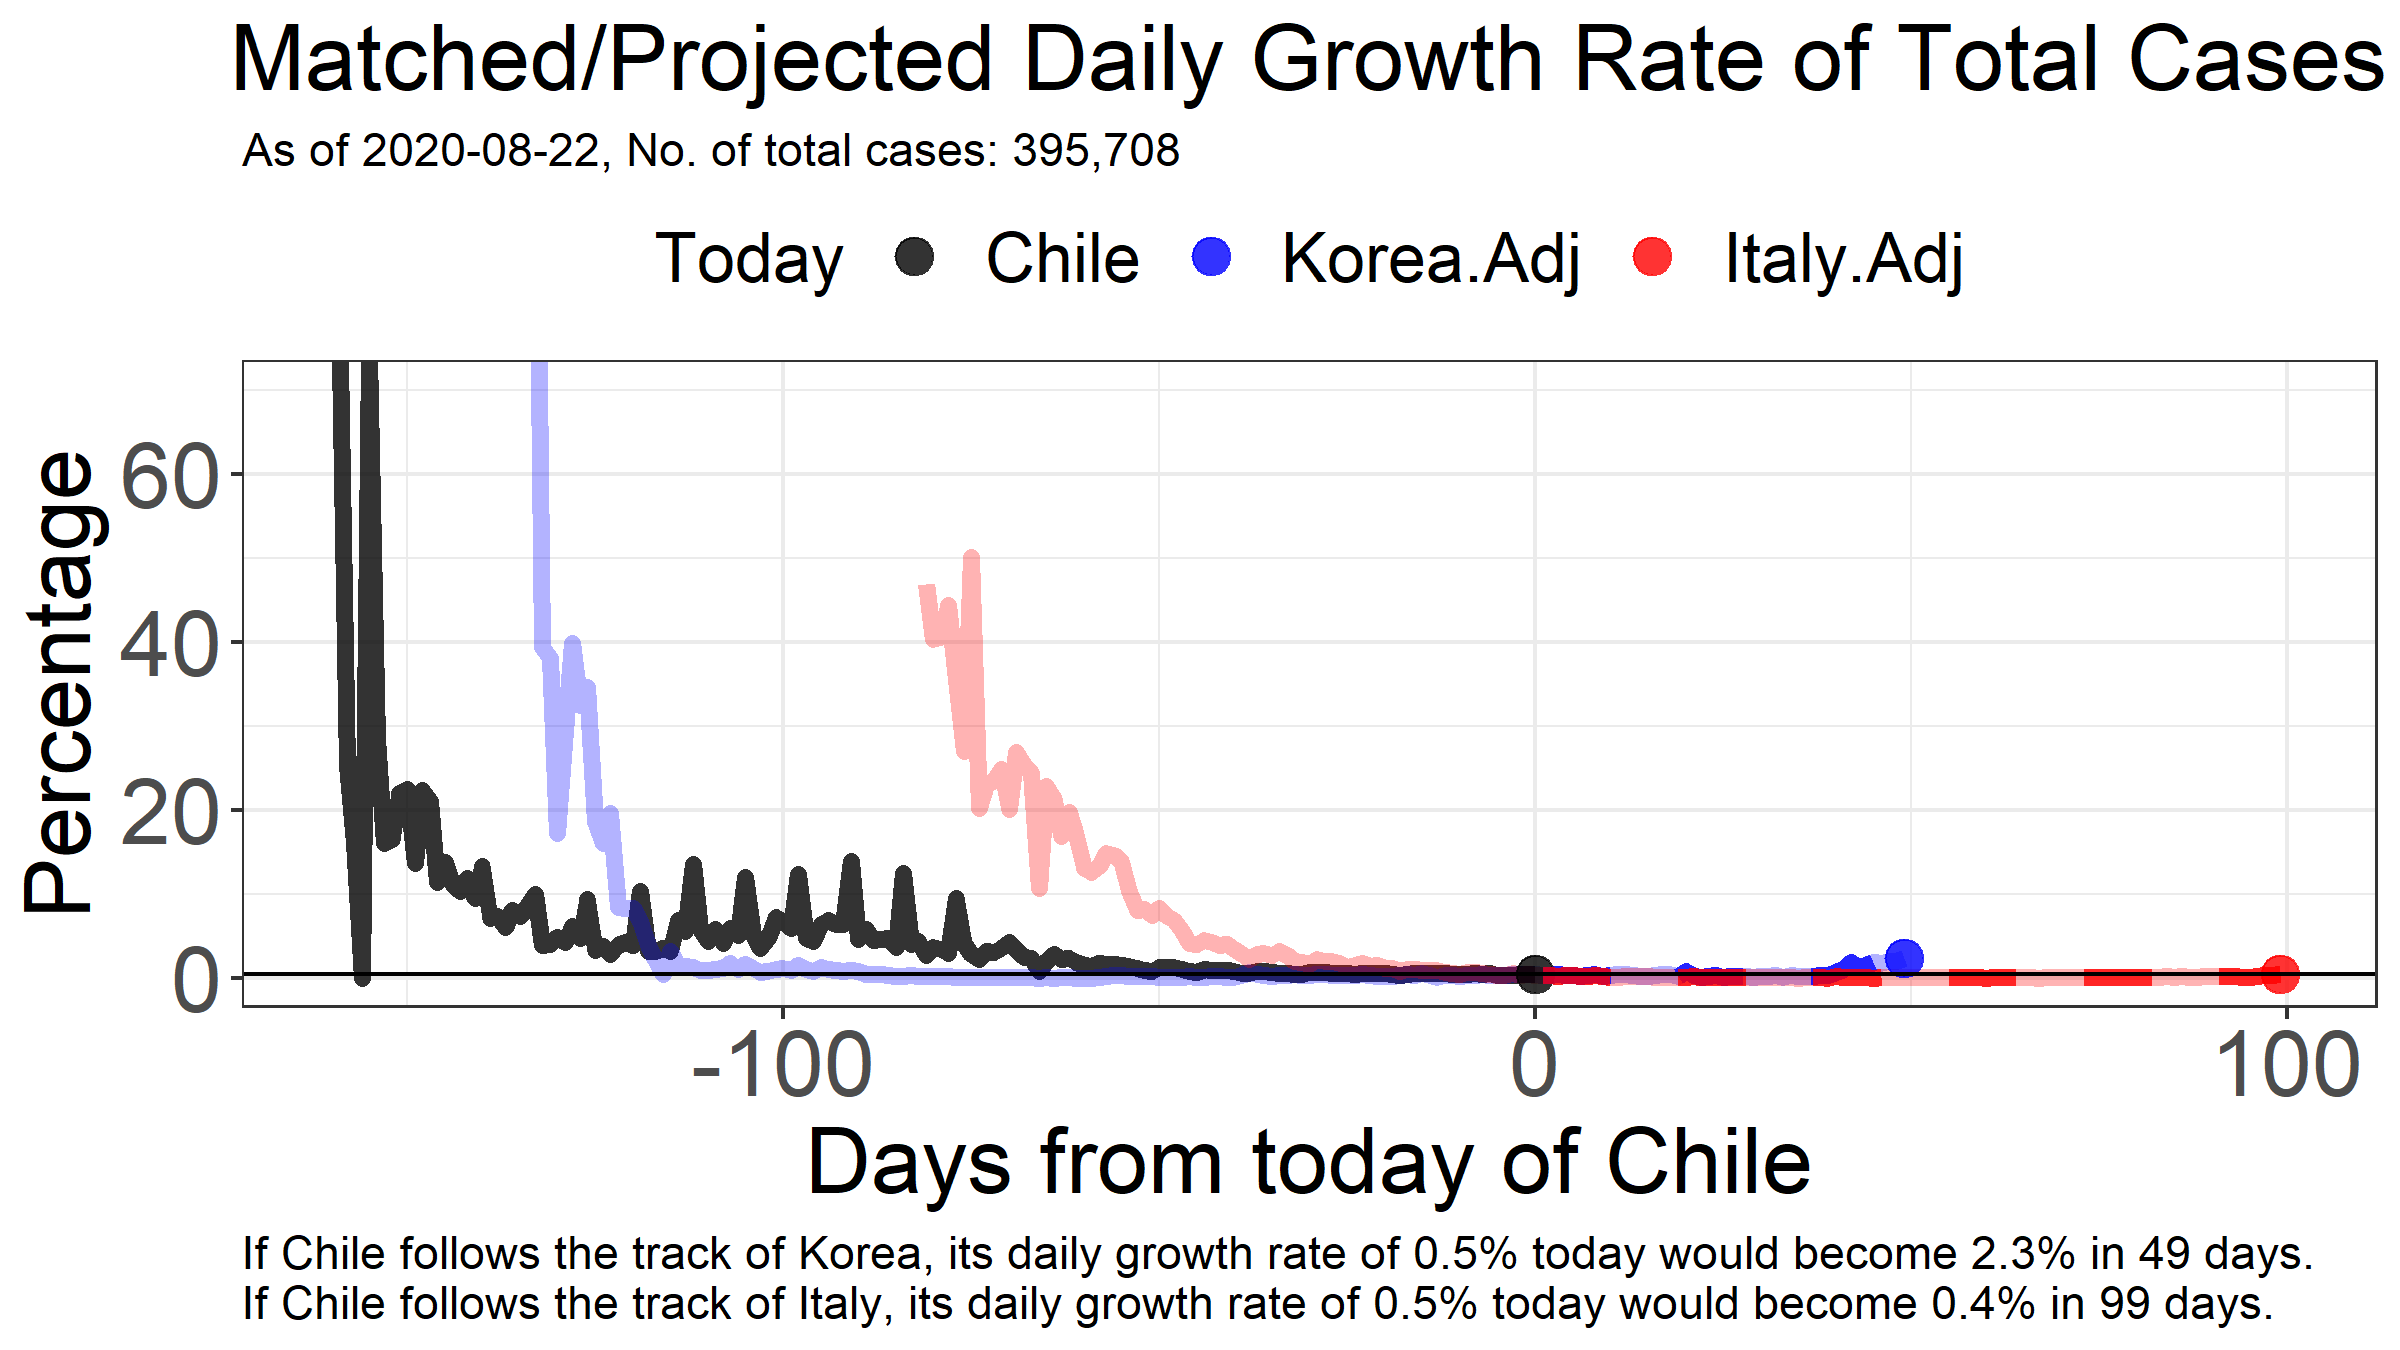 Matched/Projected Daily Growth Rate of Total Cases
As of 2020-08-22, No. of total cases: 395,708
Today Chile Korea.Adj Italy.Adj
Percentage
60
40
20
0
-100 0 100
Days from today of Chile
If Chile follows the track of Korea, its daily growth rate of 0.5% today would become 2.3% in 49 days.
If Chile follows the track of Italy, its daily growth rate of 0.5% today would become 0.4% in 99 days.